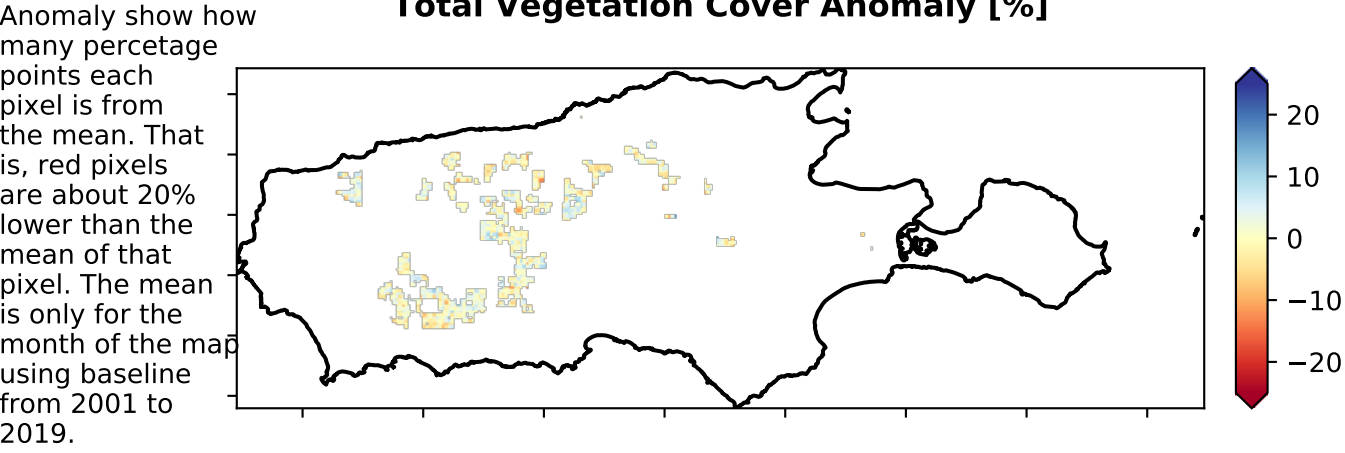 Total Vegetation Cover Anomaly [%]
Anomaly show how
many percetage
points each
pixel is from
the mean. That
is, red pixels
are about 20%
lower than the
mean of that
pixel. The mean
is only for the
month of the map
using baseline
from 2001 to
2019.
20
10
0
−10
−20